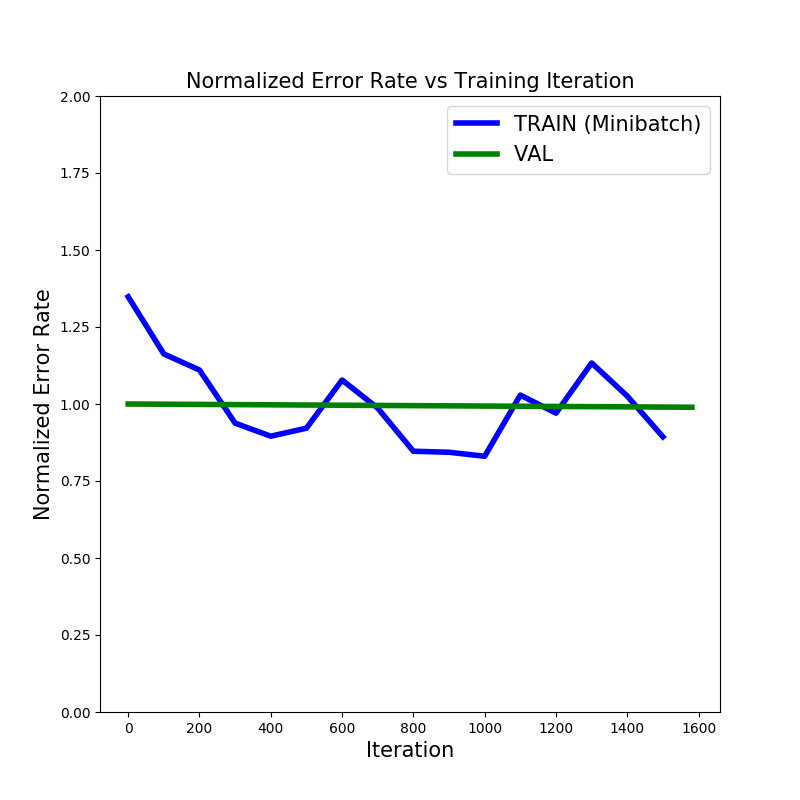 Normalized Error Rate vs Training Iteration
TRAIN (Minibatch)
VAL
Normalized Error Rate
2.00
1.75
1.50
1.25
1.00
0.75
0.50
0.25
0.00
0 200 400 600 800 1000 1200 1400 1600
Iteration